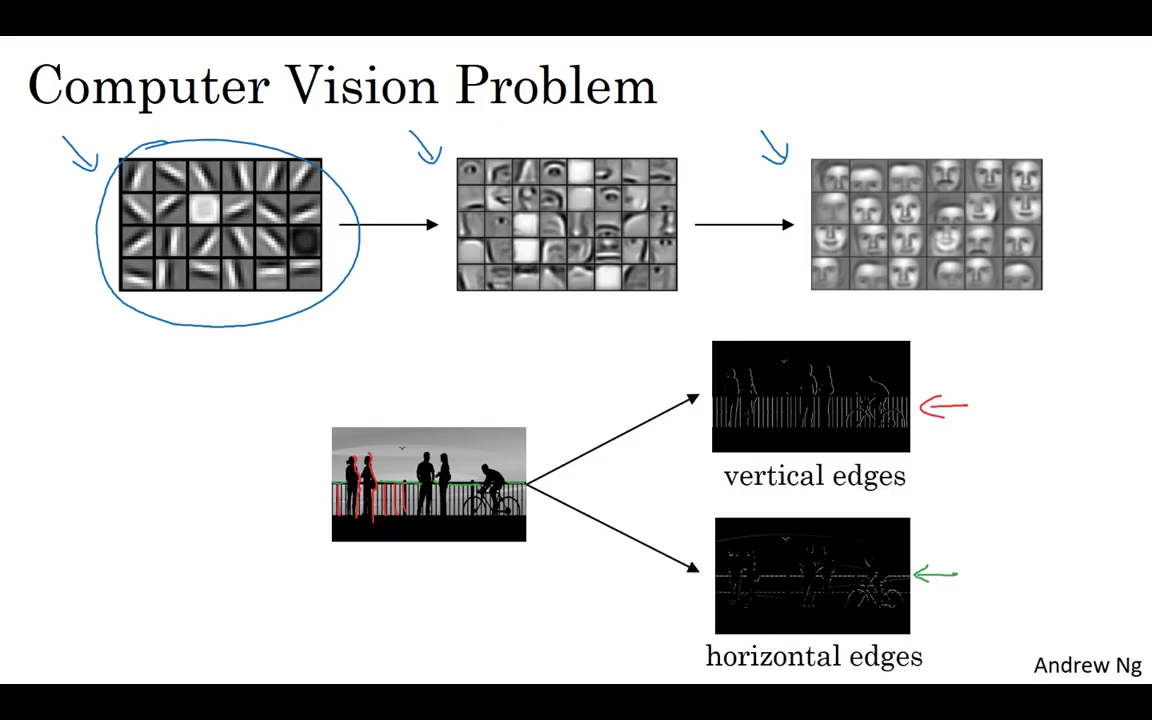 Computer Vision Problem
vertical edges
horizontal edges
Andrew Ng